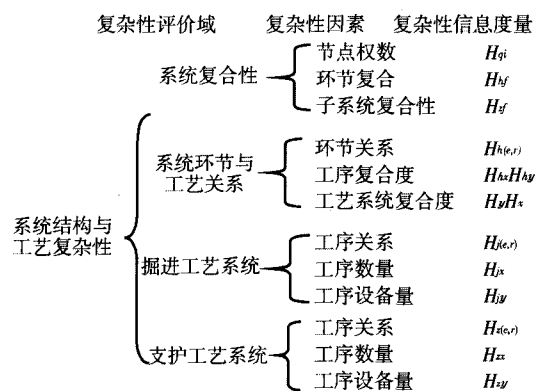 复杂性评价域 复杂性因素 复杂性信息度量
节点权数 Hqi
系统复合性 环节复合 Hhf
子系统复合性 Hzf
环节关系 Hh(e,r)
系统环节与
工艺关系
工序复合度 HhxHhy
工艺系统复合度 HyHx
系统结构与
工艺复杂性
工序关系 Hj(e,r)
掘进工艺系统 工序数量 Hjx
工序设备量 Hjy
工序关系 Hz(e,r)
支护工艺系统 工序数量 Hzx
工序设备量 Hzy